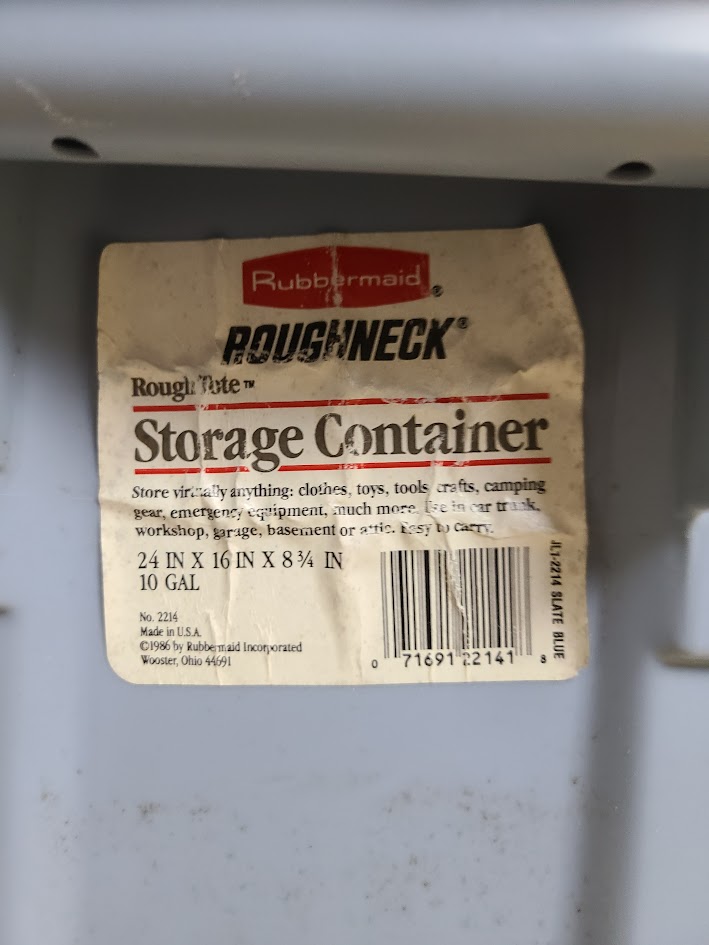 Rubbermaid®
ROUGHNECK®
Rough Tote™
Storage Container
Store virtually anything: clothes, toys, tools crafts, camping
gear, emergency equipment, much more. Use in car trunk,
workshop, garage, basement or attic. Easy to carry.
24 IN X 16 IN X 8 3/4 IN
10 GAL
No. 2214
Made in U.S.A.
©1986 by Rubbermaid Incorporated
Wooster, Ohio 44691
0 71691 22141 8
JL1-2214 SLATE BLUE